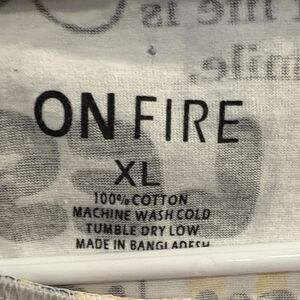 ON FIRE
XL
100% COTTON
MACHINE WASH COLD
TUMBLE DRY LOW
MADE IN BANGLADESH